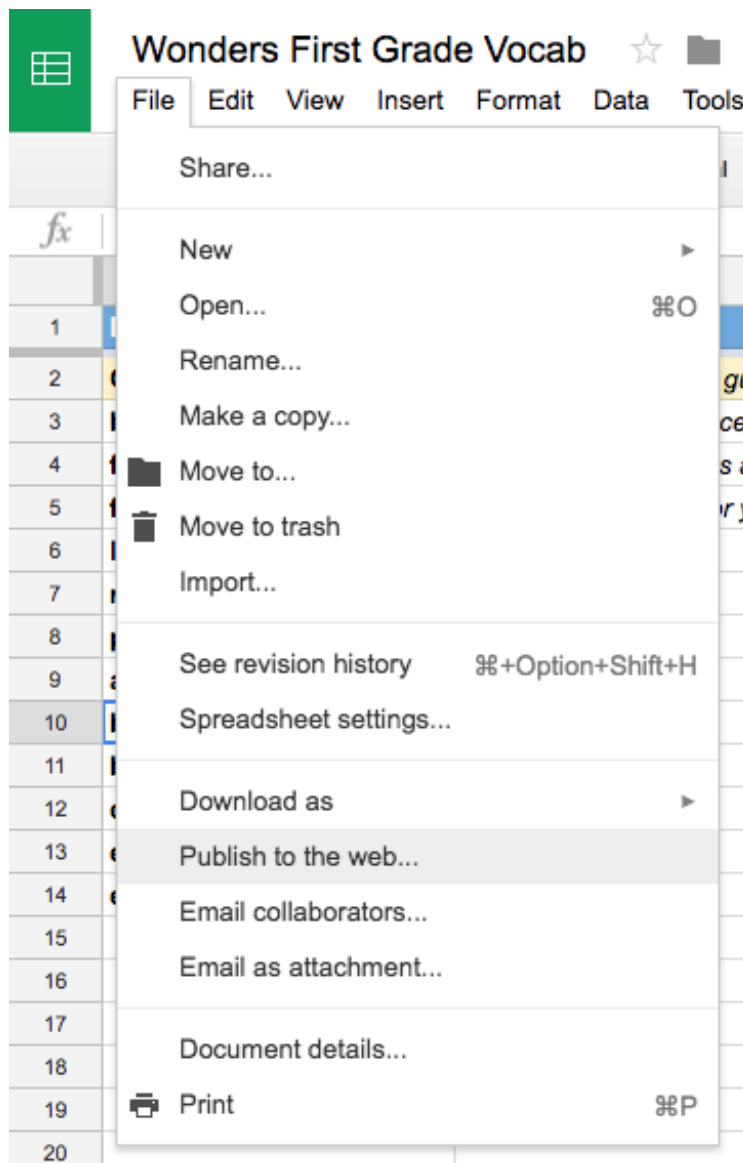 Wonders First Grade Vocab
File Edit View Insert Format Data Tools
Share...
fx
New
Open... ⌘O
1
Rename...
2
Make a copy...
3
4
Move to...
5
Move to trash
6
Import...
7
8
See revision history ⌘+Option+Shift+H
9
Spreadsheet settings...
10
11
Download as
12
Publish to the web...
13
Email collaborators...
14
15
Email as attachment...
16
17
Document details...
18
19 Print ⌘P
20